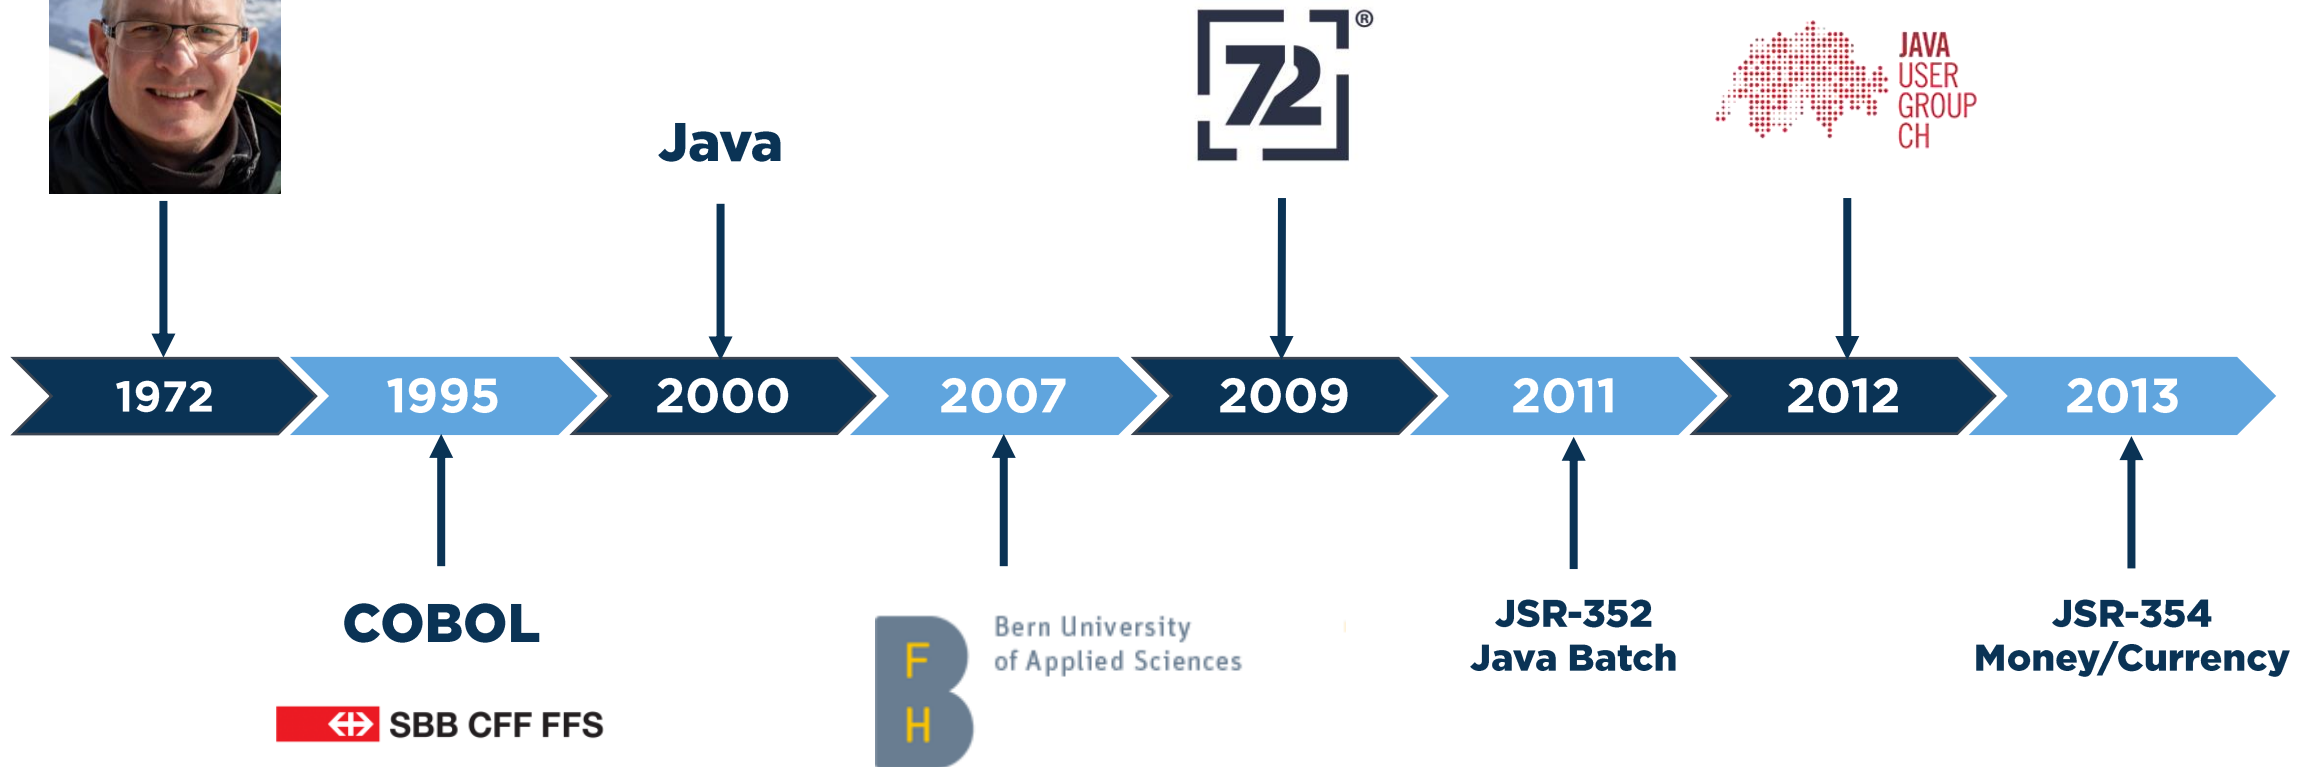 72®
JAVA
USER
GROUP
CH
Java
1972
1995
2000
2007
2009
2011
2012
2013
COBOL
SBB CFF FFS
B
F
H
Bern University
of Applied Sciences
JSR-352
Java Batch
JSR-354
Money/Currency